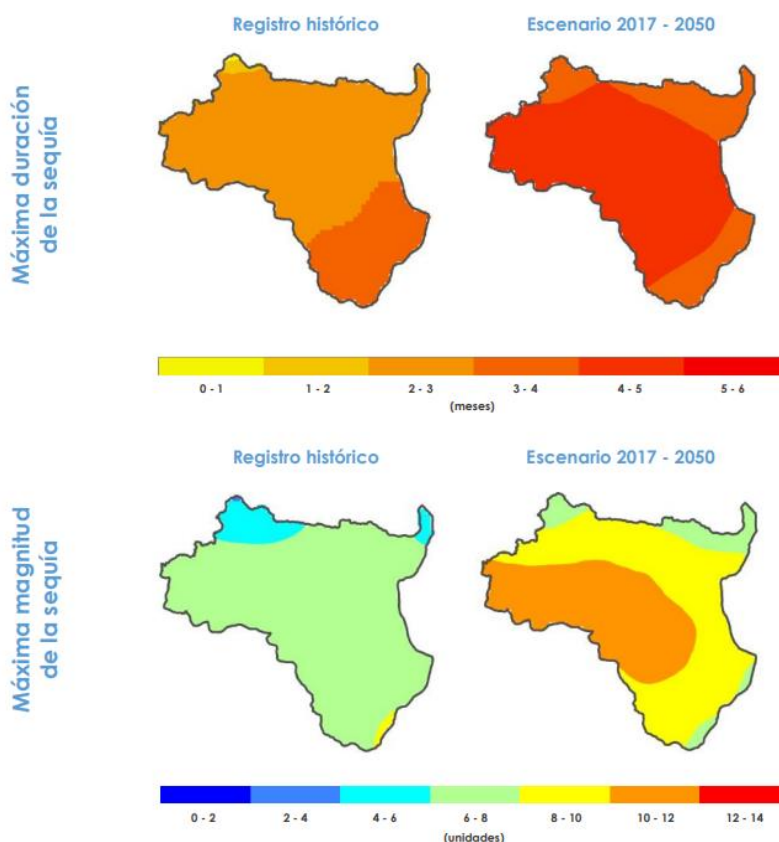 Registro histórico
Escenario 2017 - 2050
Máxima duración
de la sequía
0 - 1
1 - 2
2 - 3
3 - 4
4 - 5
5 - 6
(meses)
Registro histórico
Escenario 2017 - 2050
Máxima magnitud
de la sequía
0 - 2
2 - 4
4 - 6
6 - 8
8 - 10
10 - 12
12 - 14
(unidades)